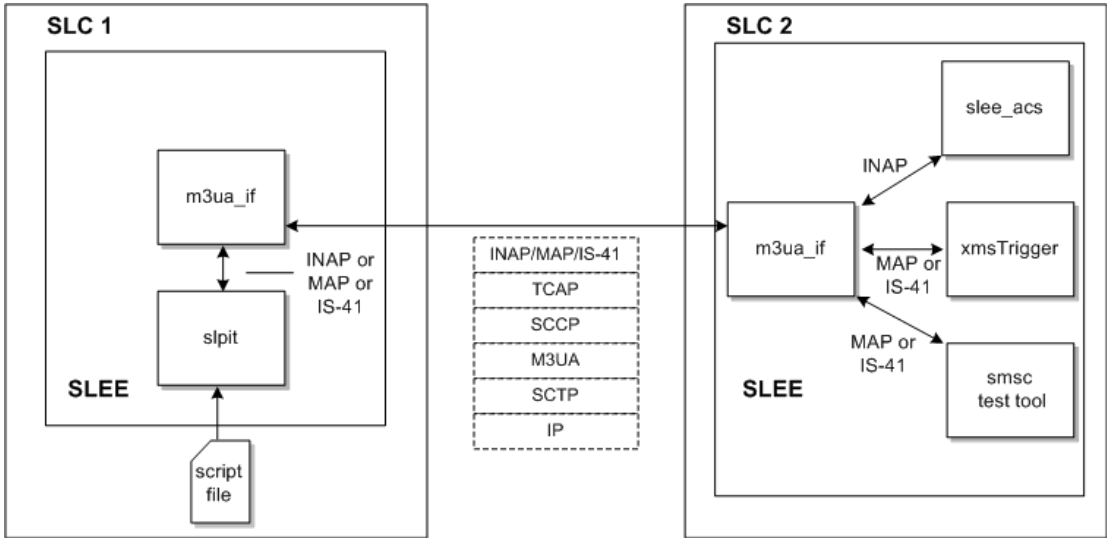 SLC 1
m3ua_if
INAP or
MAP or
IS-41
slpit
SLEE
script
file
INAP/MAP/IS-41
TCAP
SCCP
M3UA
SCTP
IP
SLC 2
slee_acs
INAP
m3ua_if
xmsTrigger
MAP or
IS-41
MAP or
IS-41
SLEE
smsc
test tool